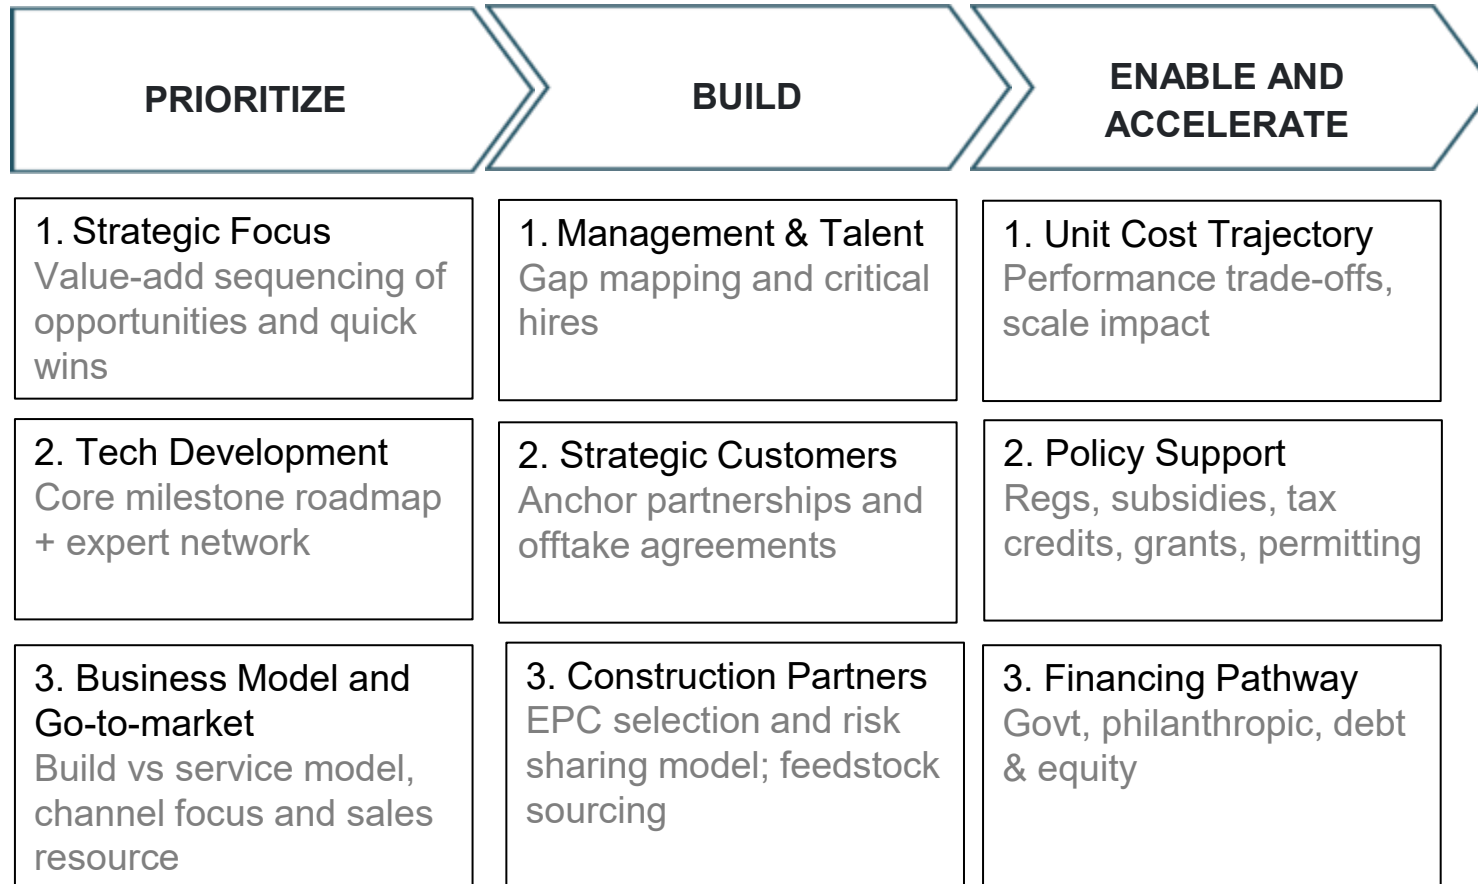 PRIORITIZE
BUILD
ENABLE AND
ACCELERATE
1. Strategic Focus
Value-add sequencing of
opportunities and quick
wins
2. Tech Development
Core milestone roadmap
+ expert network
3. Business Model and
Go-to-market
Build vs service model,
channel focus and sales
resource
1. Management & Talent
Gap mapping and critical
hires
2. Strategic Customers
Anchor partnerships and
offtake agreements
3. Construction Partners
EPC selection and risk
sharing model; feedstock
sourcing
1. Unit Cost Trajectory
Performance trade-offs,
scale impact
2. Policy Support
Regs, subsidies, tax
credits, grants, permitting
3. Financing Pathway
Govt, philanthropic, debt
& equity